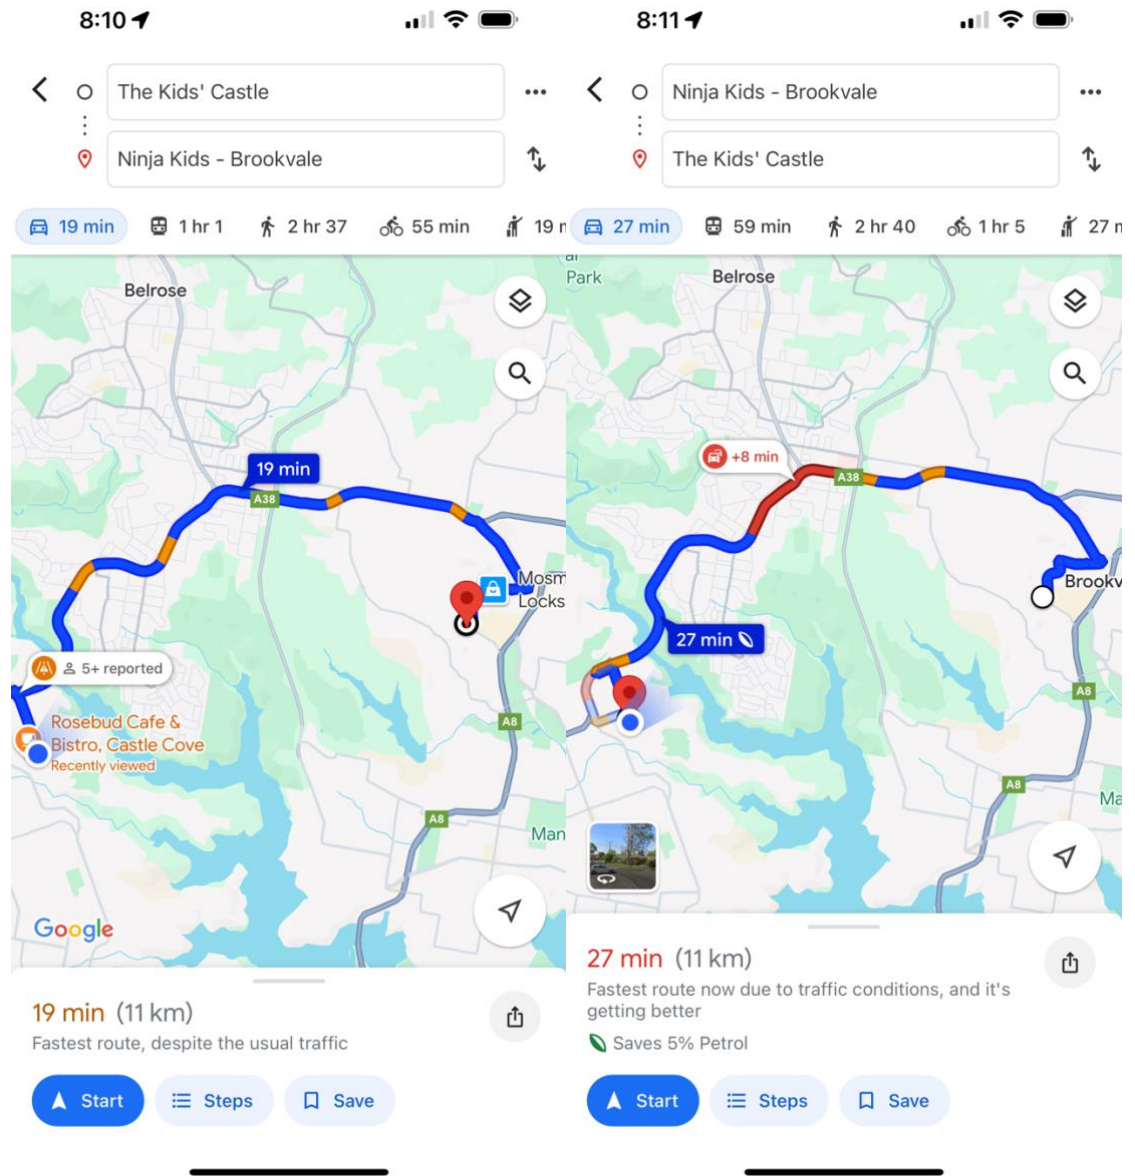 8:10
The Kids' Castle
Ninja Kids - Brookvale
19 min
1 hr 1
2 hr 37
55 min
19 m
Belrose
19 min
A38
Mosm
Locks
5+ reported
Rosebud Cafe &
Bistro, Castle Cove
Recently viewed
A8
A8
Man
Google
19 min (11 km)
Fastest route, despite the usual traffic
Start
Steps
Save
8:11
Ninja Kids - Brookvale
The Kids' Castle
27 min
59 min
2 hr 40
1 hr 5
27 m
al
Park
Belrose
+8 min
A38
Brookv
27 min
A8
A8
Ma
27 min (11 km)
Fastest route now due to traffic conditions, and it's
getting better
Saves 5% Petrol
Start
Steps
Save